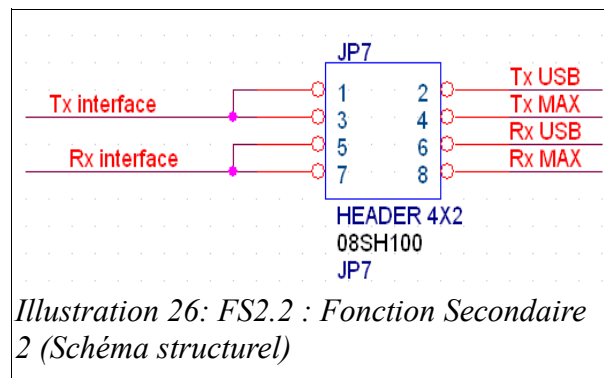 JP7
Tx interface
Rx interface
1 2
3 4
5 6
7 8
Tx USB
Tx MAX
Rx USB
Rx MAX
HEADER 4X2
08SH100
JP7
Illustration 26: FS2.2 : Fonction Secondaire
2 (Schéma structurel)